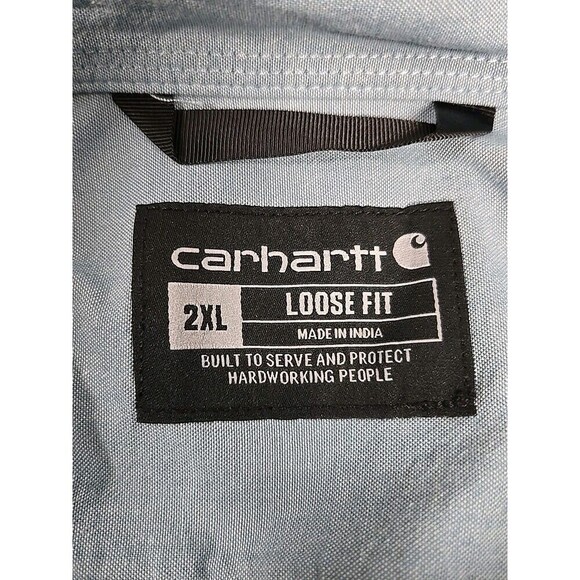 carhartt
2XL
LOOSE FIT
MADE IN INDIA
BUILT TO SERVE AND PROTECT
HARDWORKING PEOPLE